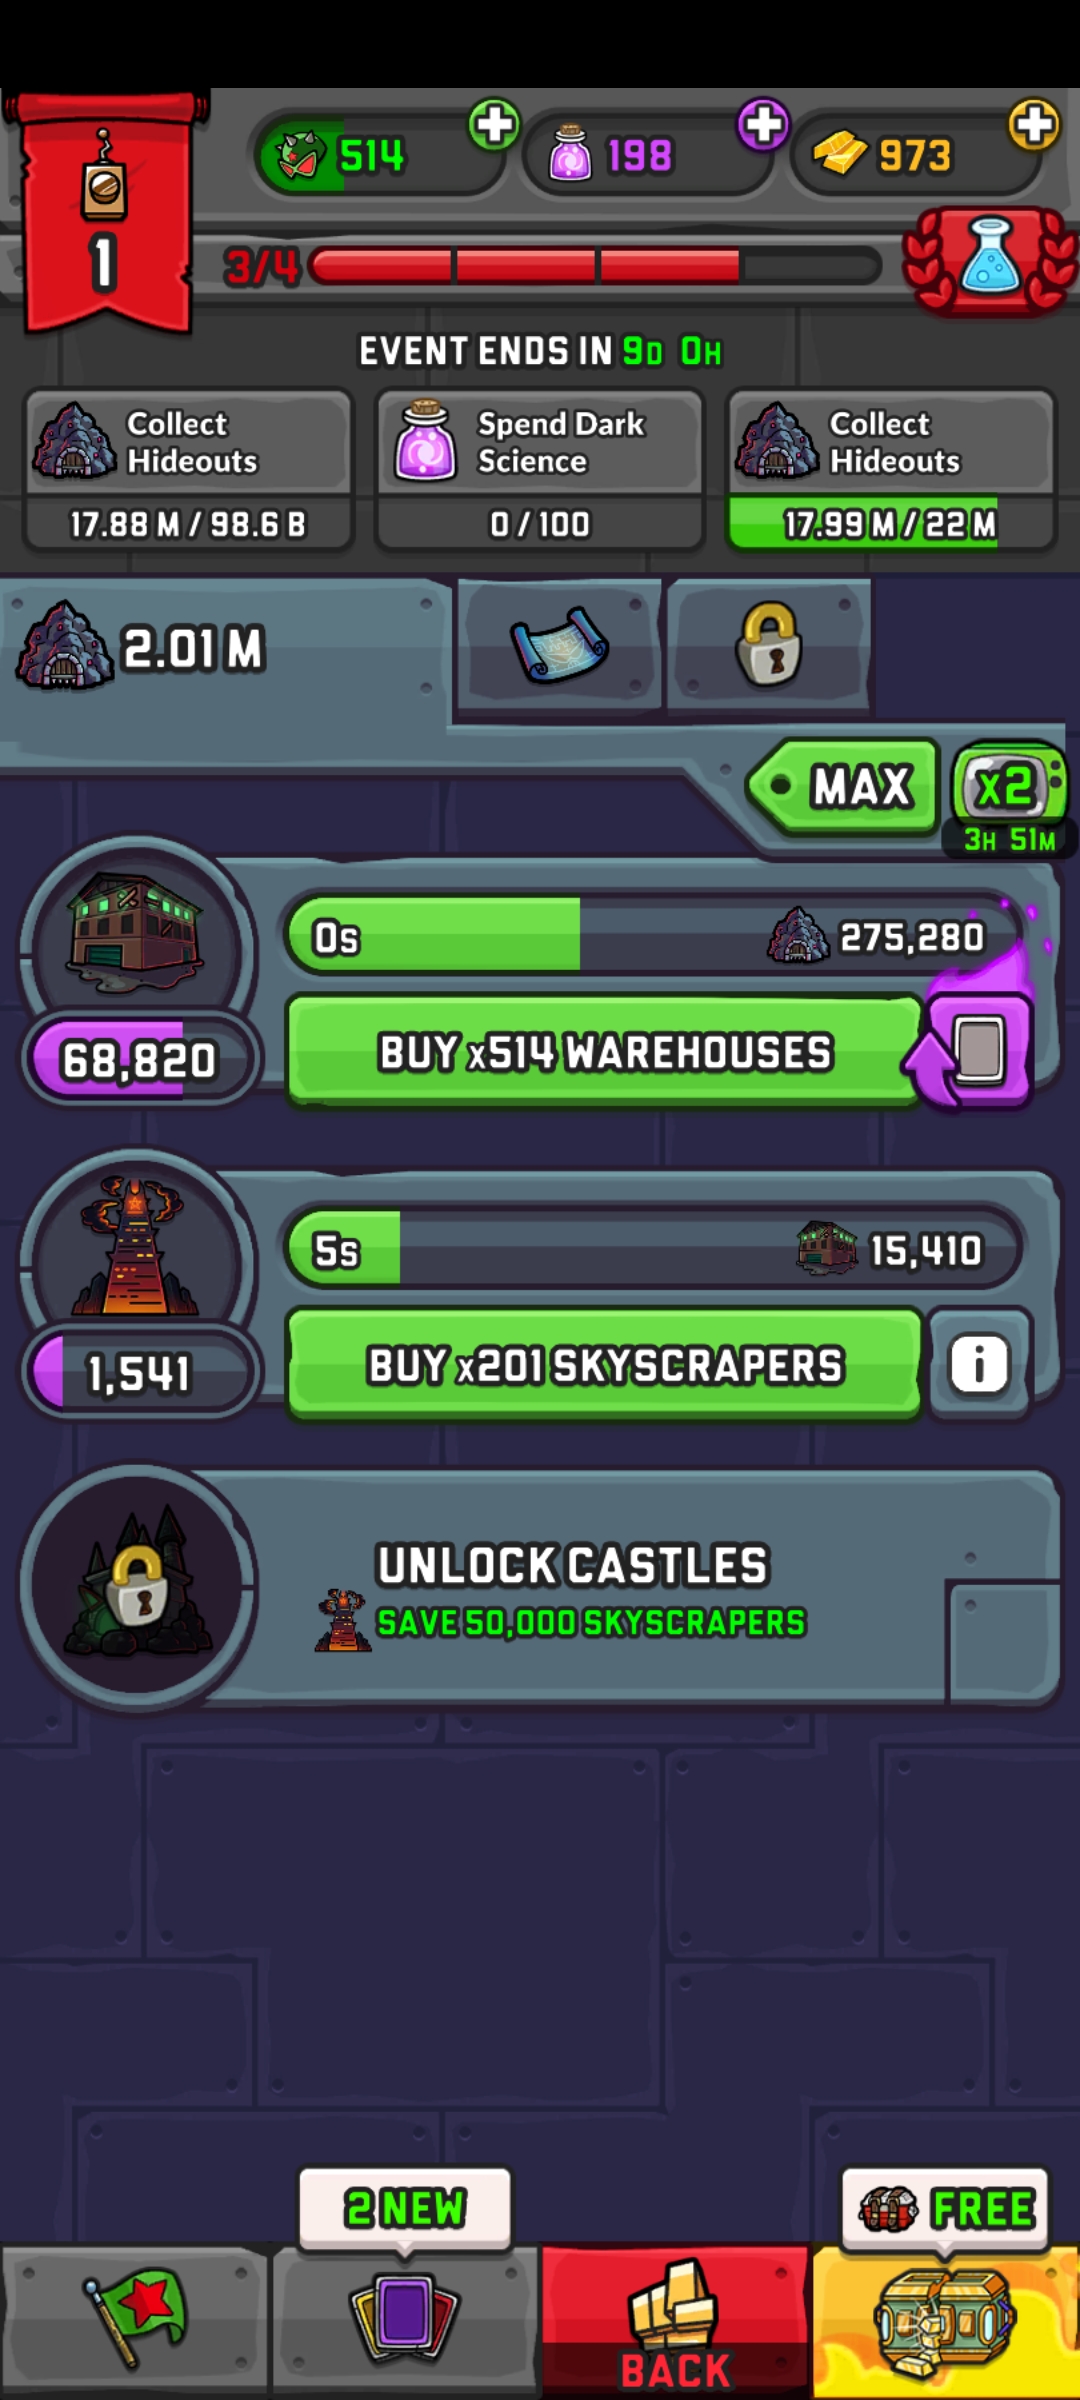 514
198
973
1
3/4
EVENT ENDS IN 9D 0H
Collect
Hideouts
17.88 M / 98.6 B
Spend Dark
Science
0 / 100
Collect
Hideouts
17.99 M / 22 M
2.01 M
MAX
x2
3H 51M
0s
275,280
68,820
BUY x514 WAREHOUSES
5s
15,410
1,541
BUY x201 SKYSCRAPERS
i
UNLOCK CASTLES
SAVE 50,000 SKYSCRAPERS
2 NEW
FREE
BACK